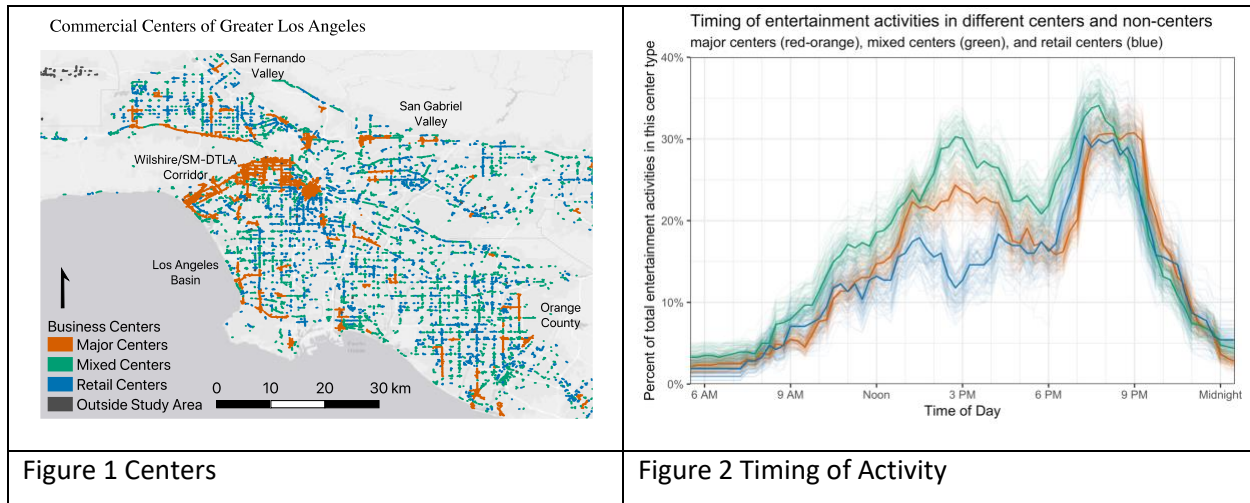 Commercial Centers of Greater Los Angeles
San Fernando
Valley
San Gabriel
Valley
Wilshire/SM-DTLA
Corridor
Los Angeles
Basin
Orange
County
Business Centers
Major Centers
Mixed Centers
Retail Centers
Outside Study Area
0 10 20 30 km
Figure 1 Centers
Timing of entertainment activities in different centers and non-centers
major centers (red-orange), mixed centers (green), and retail centers (blue)
Percent of total entertainment activities in this center type
40%
30%
20%
10%
0%
6 AM 9 AM Noon 3 PM 6 PM 9 PM Midnight
Time of Day
Figure 2 Timing of Activity